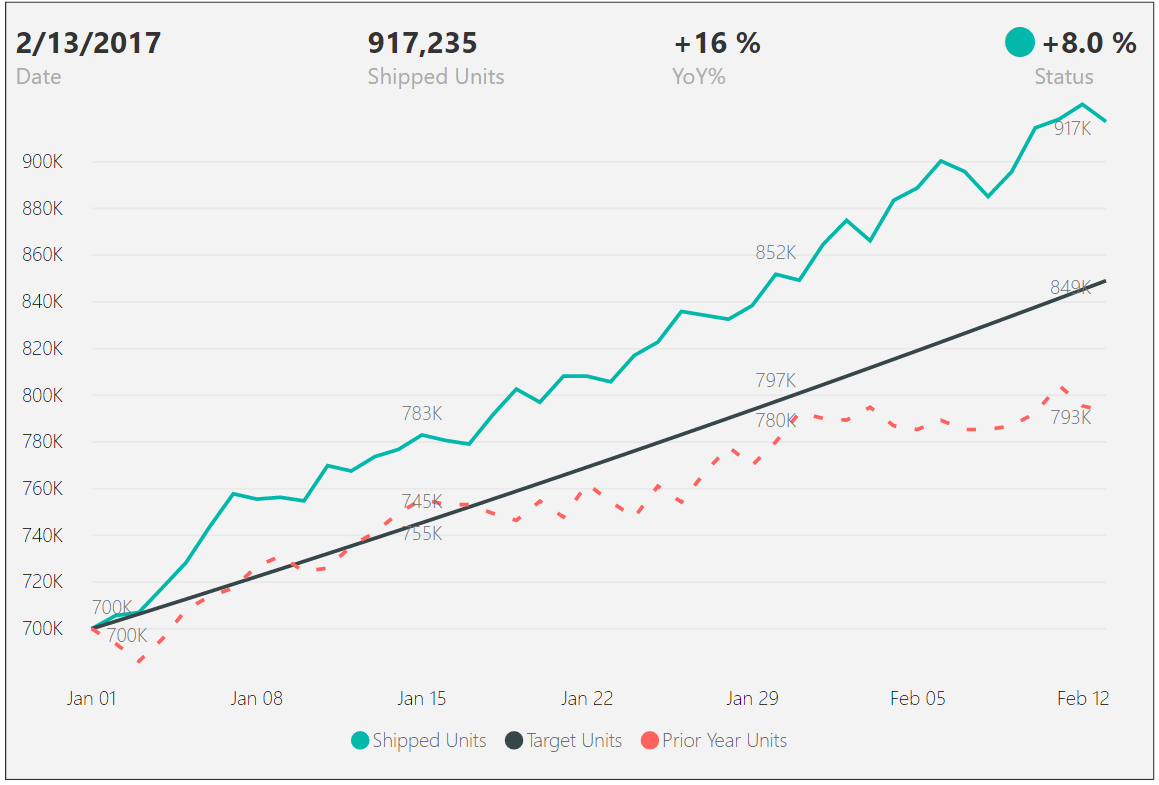 2/13/2017 917,235 +16 % +8.0 %
Date Shipped Units YoY% Status
917K
900K
880K
852K
860K
849K
840K
820K
797K
800K
783K 780K 793K
780K
760K
745K
755K
740K
720K
700K
700K
700K
Jan 01 Jan 08 Jan 15 Jan 22 Jan 29 Feb 05 Feb 12
Shipped Units Target Units Prior Year Units